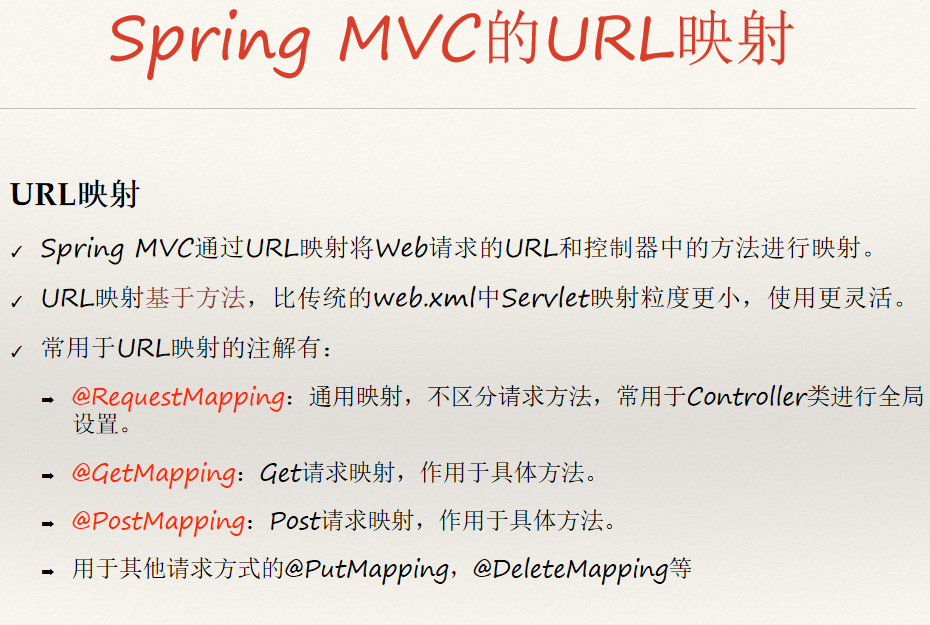 Spring MVC的URL映射
URL映射
✓ Spring MVC通过URL映射将Web请求的URL和控制器中的方法进行映射。
✓ URL映射基于方法，比传统的web.xml中Servlet映射粒度更小，使用更灵活。
✓ 常用于URL映射的注解有：
➡ @RequestMapping：通用映射，不区分请求方法，常用于Controller类进行全局
设置。
➡ @GetMapping：Get请求映射，作用于具体方法。
➡ @PostMapping：Post请求映射，作用于具体方法。
➡ 用于其他请求方式的@PutMapping，@DeleteMapping等